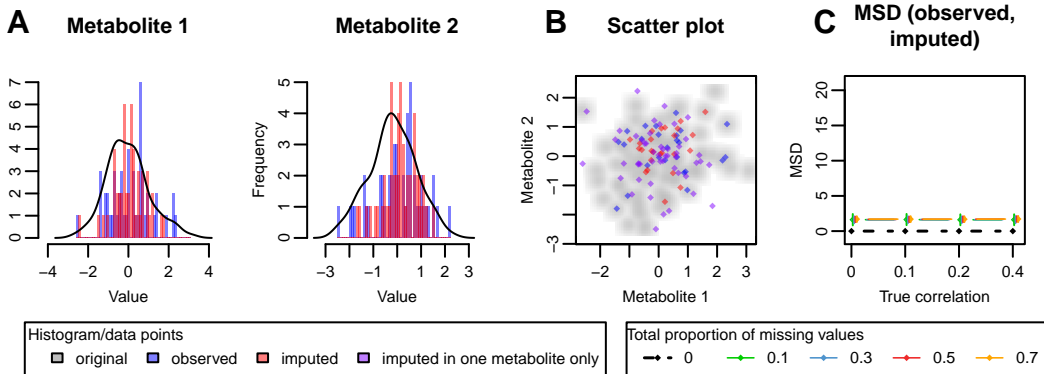 A
Metabolite 1
Metabolite 2
B
Scatter plot
C
MSD (observed, imputed)
0 1 2 3 4 5 6 7
−4 −2 0 2 4
Value
Frequency
0 1 2 3 4 5
−3 −1 0 1 2 3
Value
Metabolite 2
−3 −1 0 1 2
−2 −1 0 1 2 3
Metabolite 1
MSD
0 5 10 15 20
0 0.1 0.2 0.4
True correlation
Histogram/data points
original observed imputed imputed in one metabolite only
Total proportion of missing values
0 0.1 0.3 0.5 0.7